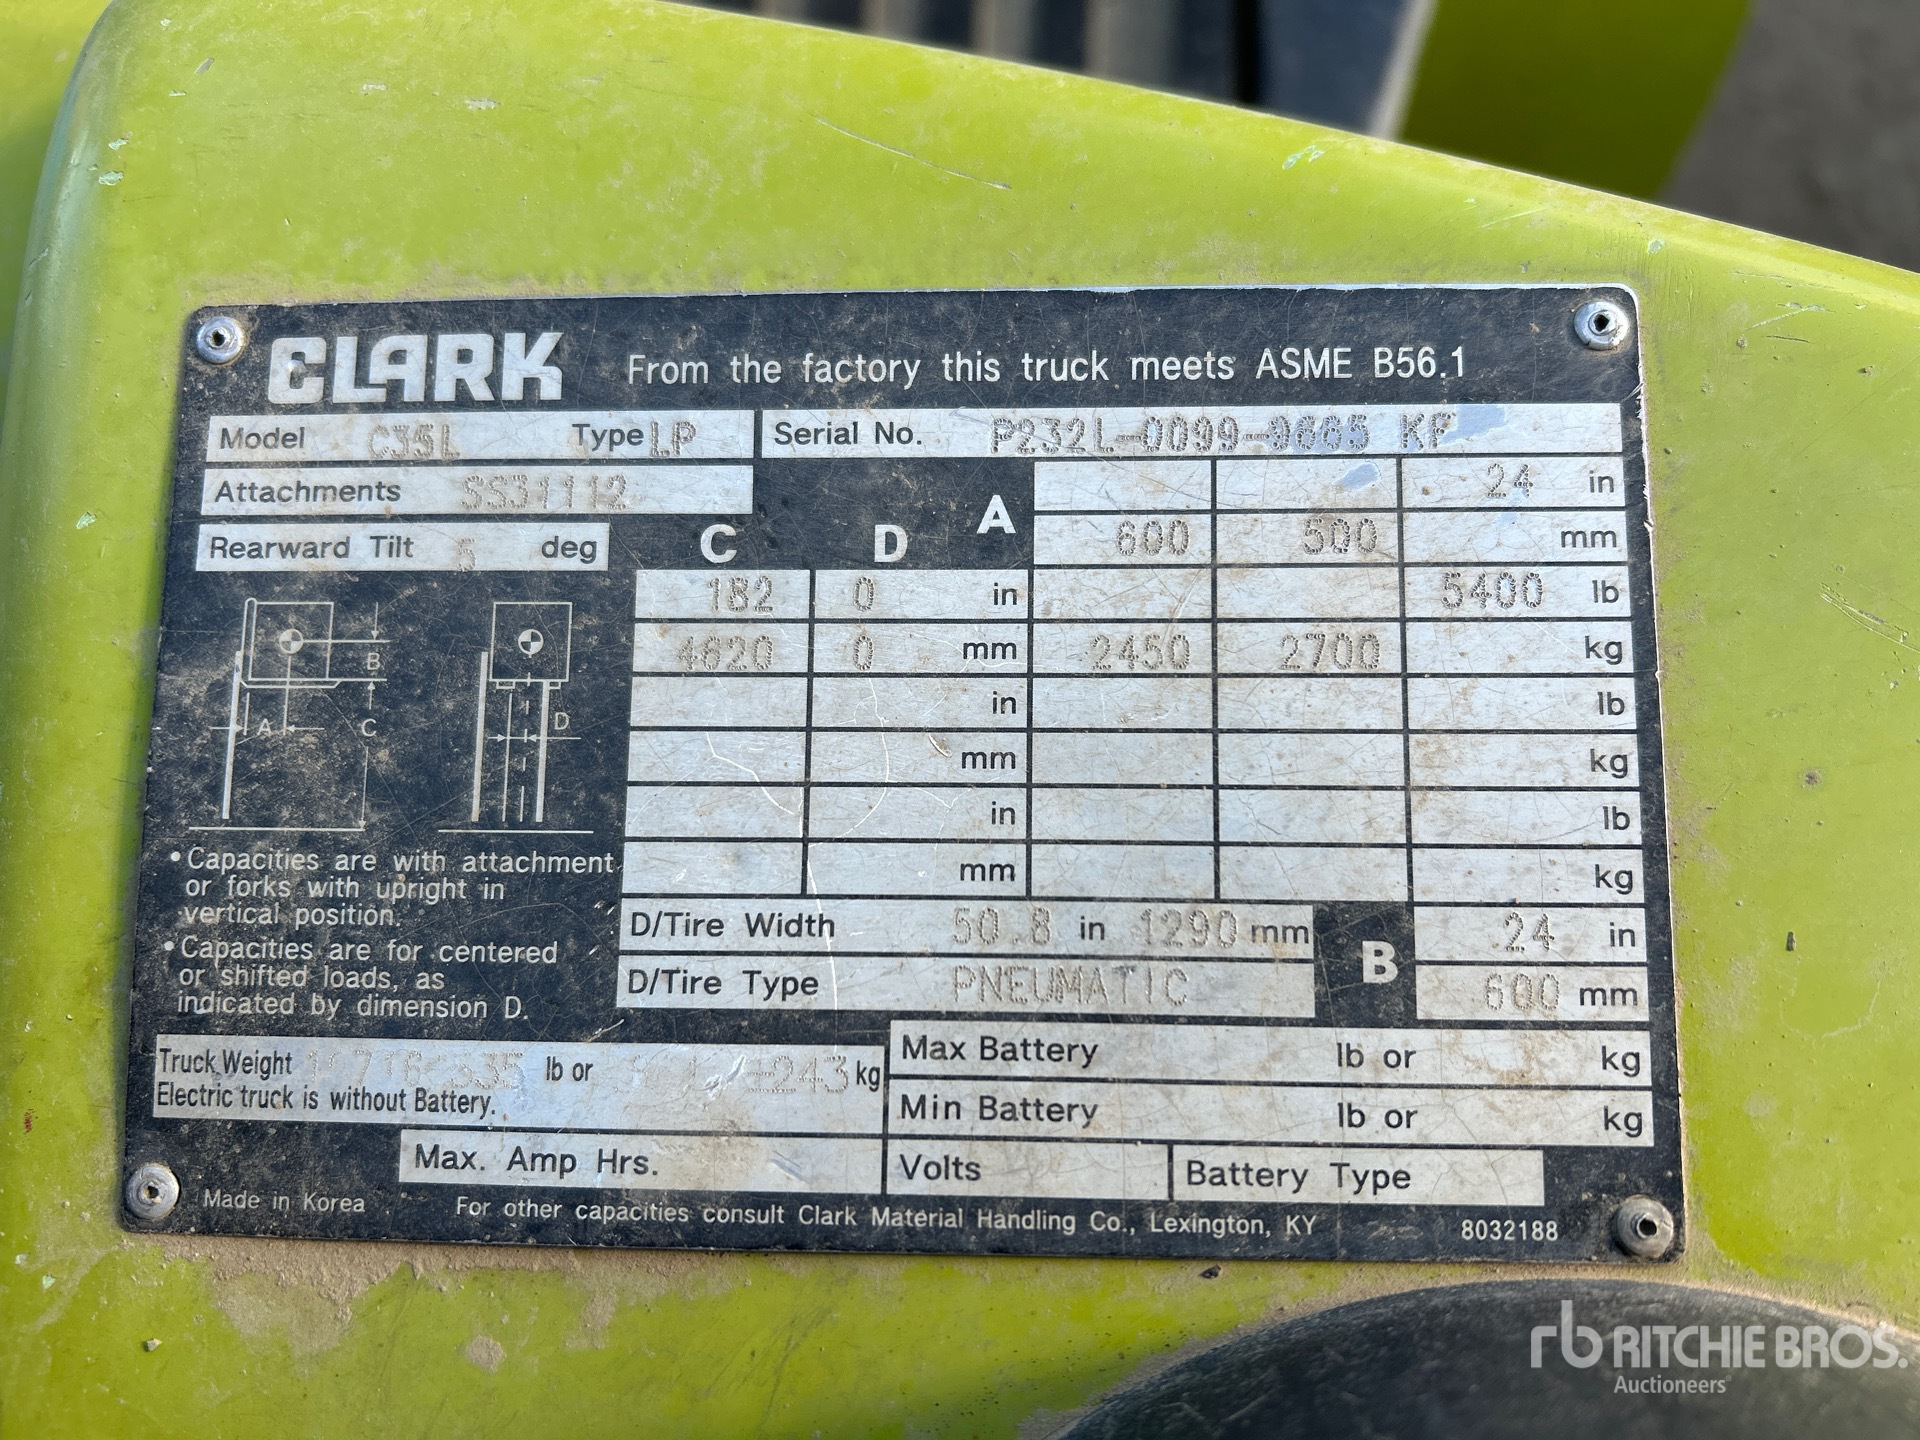 CLARK From the factory this truck meets ASME B56.1
Model C35L Type LP Serial No. P232L-0099-9665 KF
Attachments SS31112
Rearward Tilt 5 deg
C D A
24 in
600 500 mm
182 0 in 5400 lb
4620 0 mm 2450 2700 kg
in lb
mm kg
in lb
mm kg
A B C D
• Capacities are with attachment
or forks with upright in
vertical position.
• Capacities are for centered
or shifted loads, as
indicated by dimension D.
D/Tire Width 50.8 in 1290 mm
D/Tire Type PNEUMATIC
B 24 in
600 mm
Truck Weight lb or kg
Electric truck is without Battery.
Max Battery lb or kg
Min Battery lb or kg
Max. Amp Hrs. Volts Battery Type
Made in Korea For other capacities consult Clark Material Handling Co., Lexington, KY 8032188
rb RITCHIE BROS.
Auctioneers